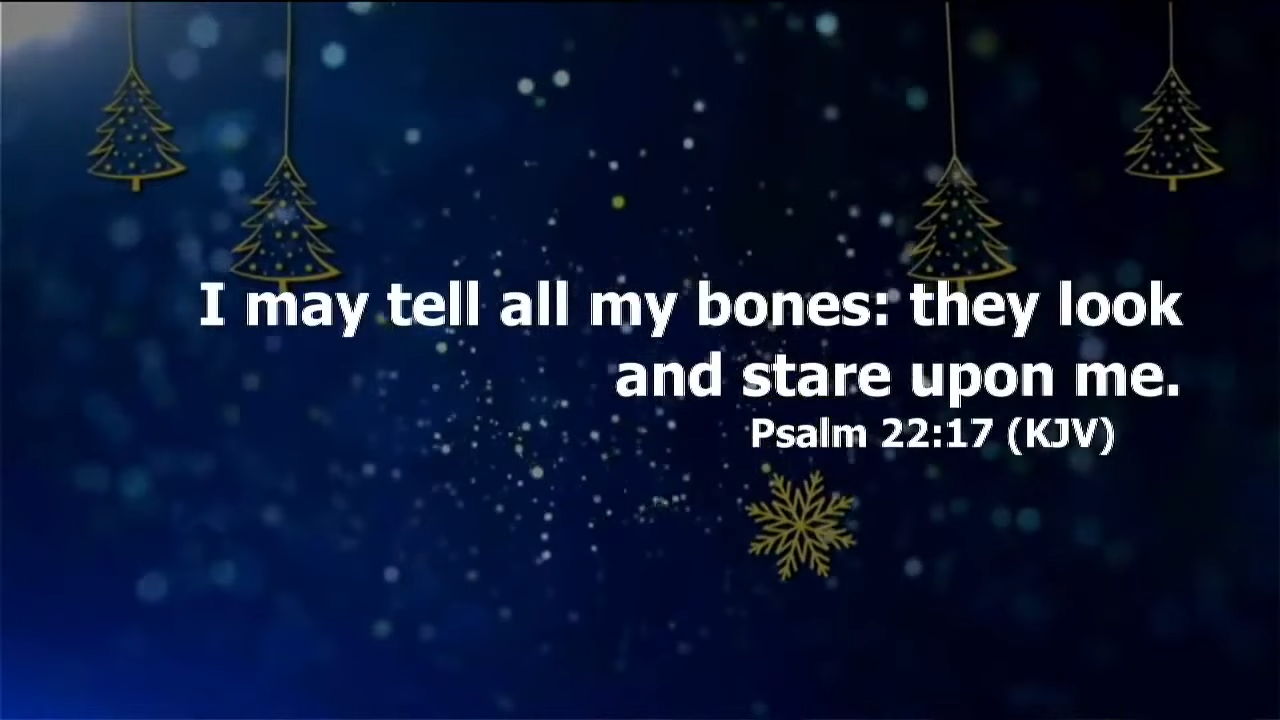 I may tell all my bones: they look
and stare upon me.
Psalm 22:17 (KJV)